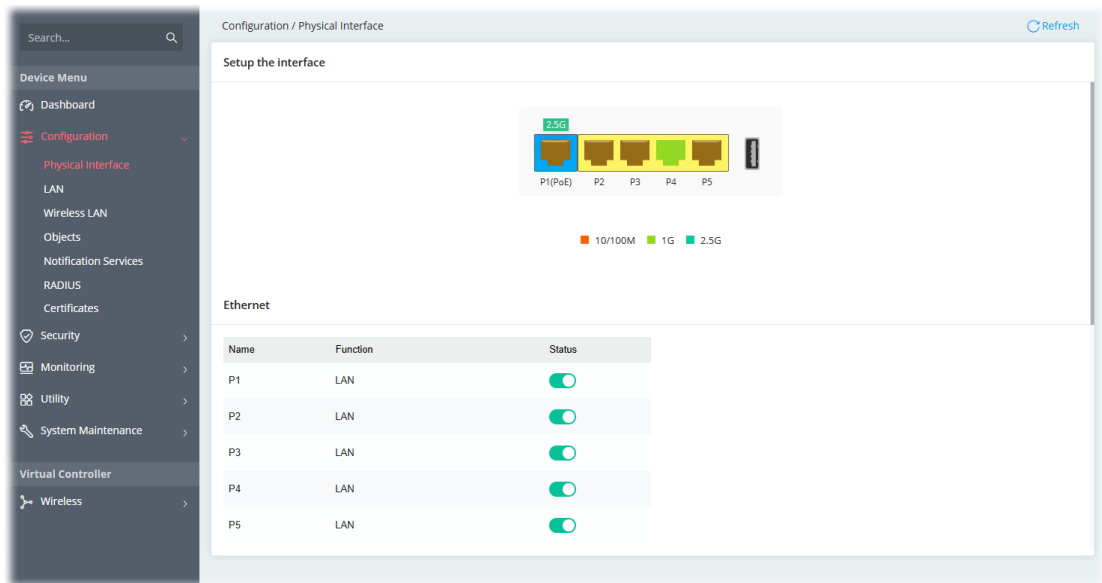 Search...
Configuration / Physical Interface
Refresh
Setup the interface
Device Menu
Dashboard
Configuration
Physical Interface
LAN
Wireless LAN
Objects
Notification Services
RADIUS
Certificates
Security
Monitoring
Utility
System Maintenance
Virtual Controller
Wireless
2.5G
P1(PoE) P2 P3 P4 P5
10/100M 1G 2.5G
Ethernet
Name Function Status
P1 LAN
P2 LAN
P3 LAN
P4 LAN
P5 LAN